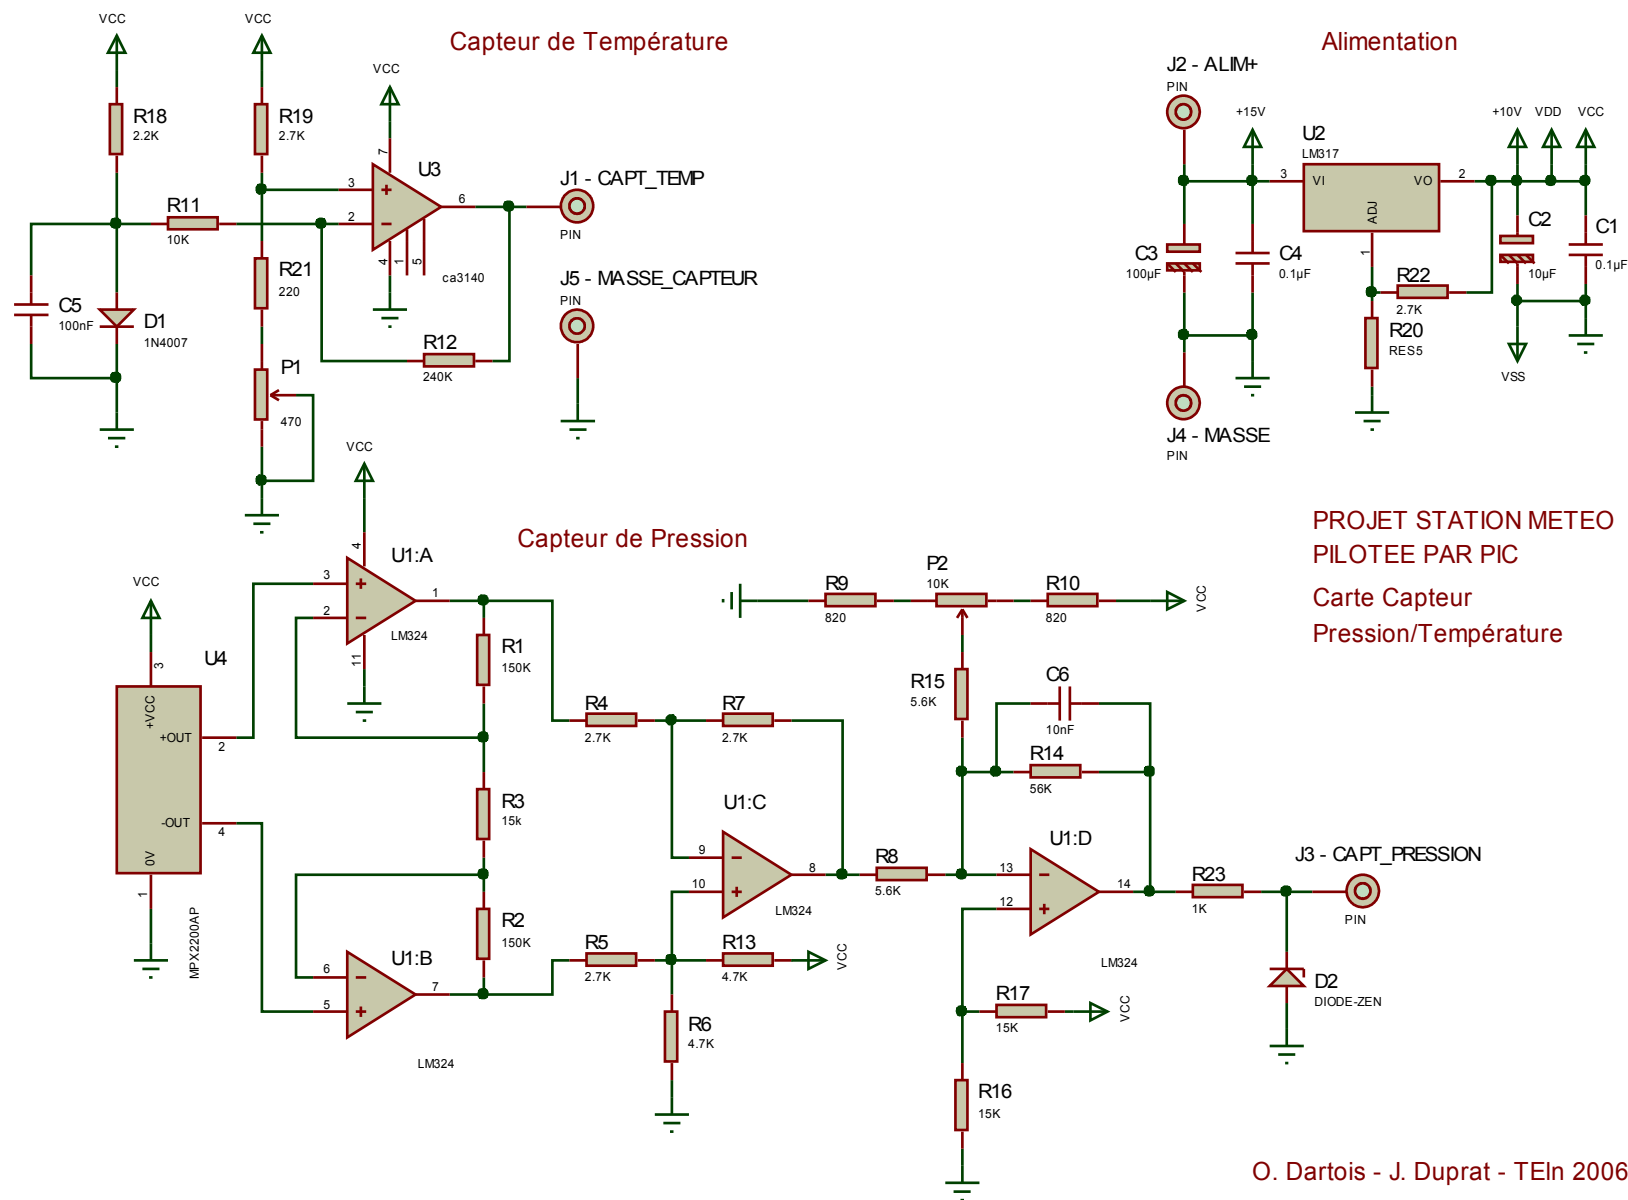 Capteur de Température
VCC
R18
2.2K
VCC
R19
2.7K
VCC
7
U3
3
2
6
4
1
5
ca3140
J1 - CAPT_TEMP
PIN
R11
10K
R21
220
C5
100nF
D1
1N4007
P1
470
R12
240K
J5 - MASSE_CAPTEUR
PIN
Alimentation
J2 - ALIM+
PIN
+15V
U2
LM317
3
VI
VO
2
ADJ
1
+10V
VDD
VCC
C3
100µF
C4
0.1µF
R22
2.7K
R20
RES5
C2
10µF
C1
0.1µF
VSS
J4 - MASSE
PIN
PROJET STATION METEO
PILOTEE PAR PIC
Carte Capteur
Pression/Température
Capteur de Pression
VCC
U4
3
+VCC
+OUT
2
-OUT
4
0V
1
MPX2200AP
VCC
4
U1:A
3
2
1
11
LM324
R1
150K
R3
15k
R2
150K
U1:B
6
5
7
LM324
R4
2.7K
R7
2.7K
U1:C
9
10
8
LM324
R5
2.7K
R13
4.7K
VCC
R6
4.7K
R9
820
P2
10K
R10
820
VCC
R15
5.6K
C6
10nF
R14
56K
R8
5.6K
U1:D
13
12
14
LM324
R17
15K
VCC
R16
15K
R23
1K
J3 - CAPT_PRESSION
PIN
D2
DIODE-ZEN
O. Dartois - J. Duprat - TEIn 2006